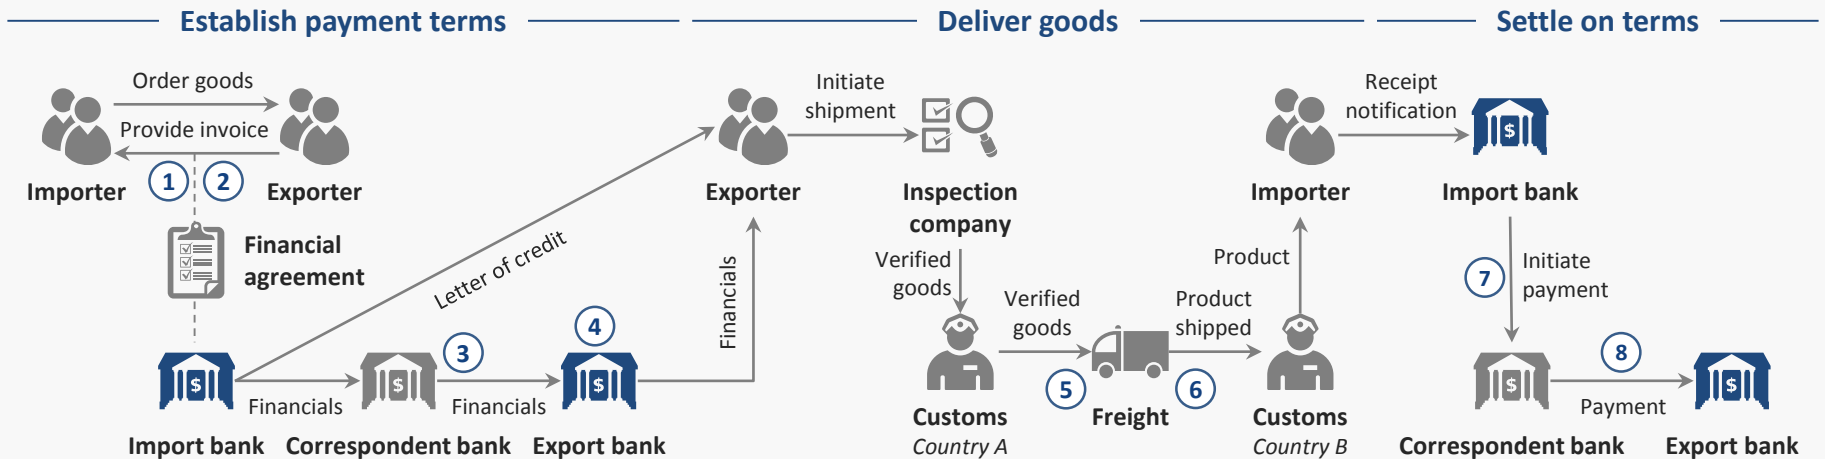 Establish payment terms
Deliver goods
Settle on terms
Order goods
Provide invoice
1
2
Importer
Exporter
Financial
agreement
Letter of credit
3
4
$
$
$
Financials
Financials
Import bank
Correspondent bank
Export bank
Financials
Initiate
shipment
Exporter
Inspection
company
Verified
goods
Verified
goods
Product
shipped
Product
5
6
Customs
Country A
Freight
Customs
Country B
Receipt
notification
$
Importer
Import bank
7
Initiate
payment
8
$
$
Payment
Correspondent bank
Export bank